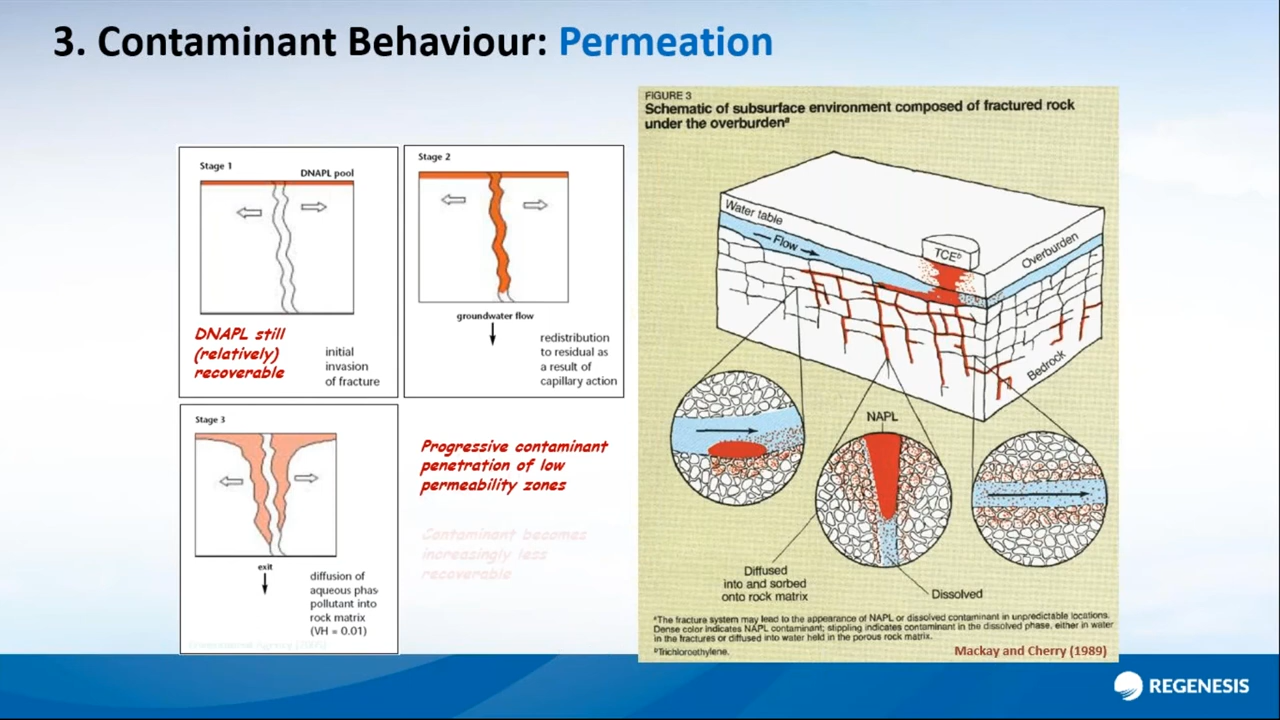 3. Contaminant Behaviour: Permeation
Stage 1
DNAPL pool
DNAPL still
(relatively)
recoverable
initial
invasion
of fracture
Stage 2
groundwater flow
redistribution
to residual as
a result of
capillary action
Stage 3
exit
diffusion of
aqueous phas
pollutant into
rock matrix
(VH = 0.01)
Progressive contaminant
penetration of low
permeability zones
Contaminant becomes
increasingly less
recoverable
FIGURE 3
Schematic of subsurface environment composed of fractured rock
under the overburdenᵃ
Water table
Flow
TCEᵇ
Overburden
Bedrock
NAPL
Diffused
into and sorbed
onto rock matrix
Dissolved
ᵃThe fracture system may lead to the appearance of NAPL or dissolved contaminant in unpredictable locations.
Dense color indicates NAPL contaminant; stippling indicates contaminant in the dissolved phase, either in water
in the fractures or diffused into water held in the porous rock matrix.
ᵇTrichloroethylene.
Mackay and Cherry (1989)
REGENESIS